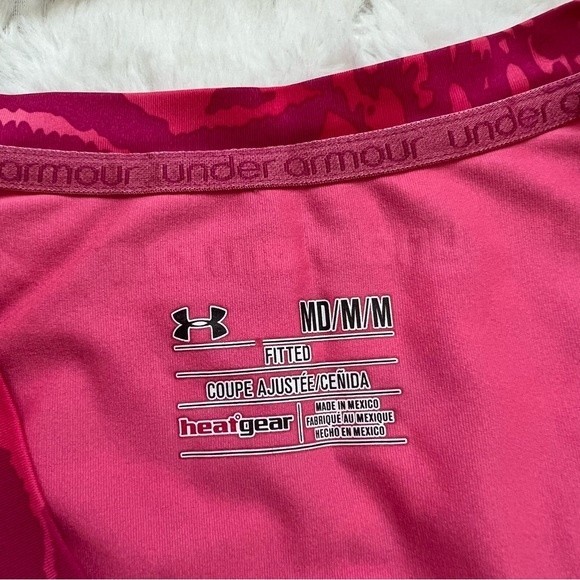 under armour under armour under
MD/M/M
FITTED
COUPE AJUSTÉE/CEÑIDA
heatgear
MADE IN MEXICO
FABRIQUÉ AU MEXIQUE
HECHO EN MEXICO